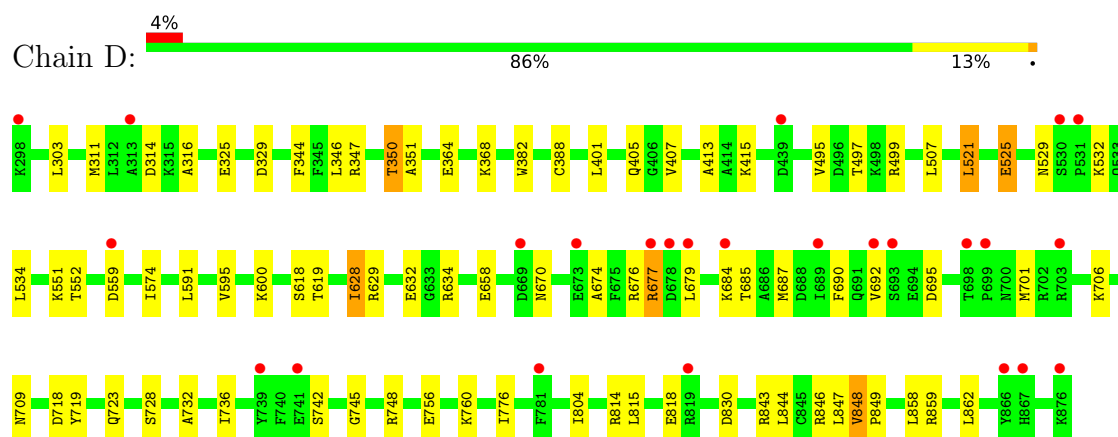 4%
Chain D:
86% 13% •
K298 L303 M311 L312 A313 D314 K315 A316 E325 D329 F344 F345 L346 R347 T350 A351 E364 K368 W382 C388 L401 Q405 G406 V407 A413 A414 K415 D439 V495 D496 T497 K498 R499 L507 L521 E525 N529 S530 P531 K532 Q533
L534 K551 T552 D559 I574 L591 V595 K600 S618 T619 I628 R629 E632 G633 R634 E658 D669 N670 E673 A674 F675 R676 R677 D678 L679 K684 T685 A686 M687 D688 I689 F690 Q691 V692 S693 E694 D695 T698 P699 N700 M701 R702 R703 K706
N709 D718 Y719 Q723 S728 A732 I736 Y739 F740 E741 S742 G745 R748 E756 K760 I776 F781 I804 R814 L815 E818 R819 D830 R843 L844 C845 R846 L847 V848 P849 L858 R859 L862 Y866 H867 K876